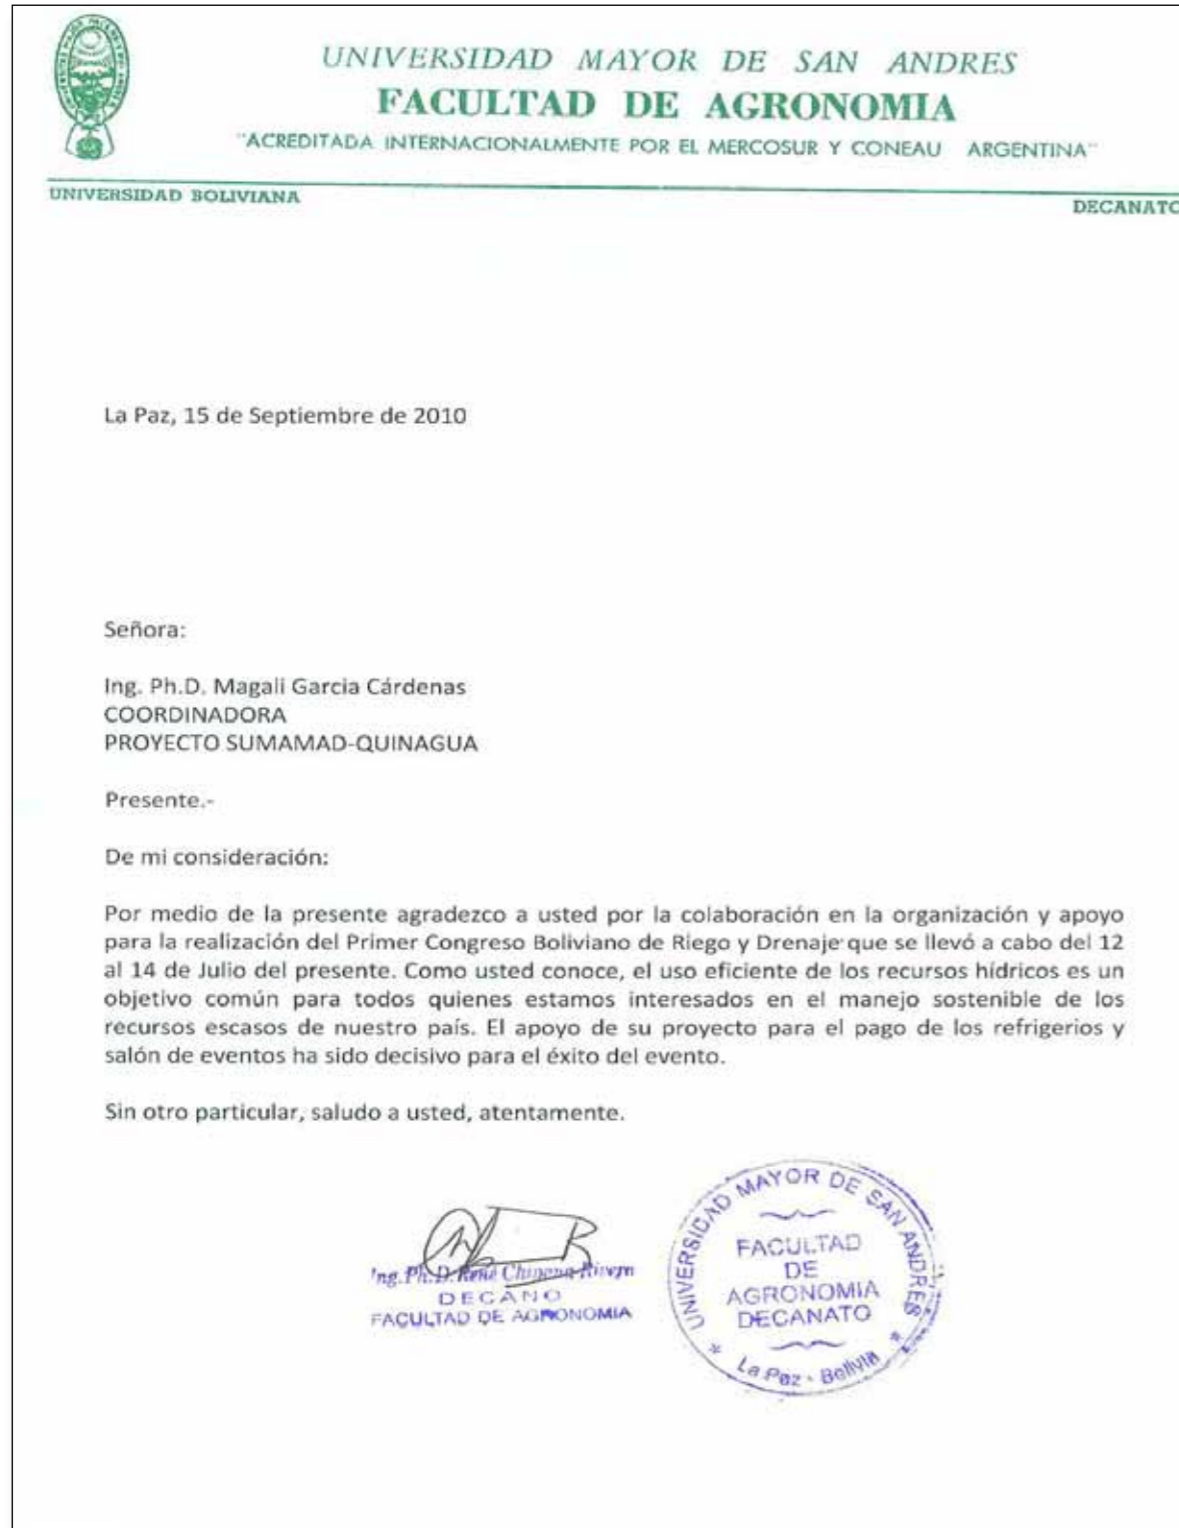 UNIVERSIDAD MAYOR DE SAN ANDRES
FACULTAD DE AGRONOMIA
"ACREDITADA INTERNACIONALMENTE POR EL MERCOSUR Y CONEAU ARGENTINA"
UNIVERSIDAD BOLIVIANA
DECANATO
La Paz, 15 de Septiembre de 2010
Señora:
Ing. Ph.D. Magali Garcia Cárdenas
COORDINADORA
PROYECTO SUMAMAD-QUINAGUA
Presente.-
De mi consideración:
Por medio de la presente agradezco a usted por la colaboración en la organización y apoyo
para la realización del Primer Congreso Boliviano de Riego y Drenaje que se llevó a cabo del 12
al 14 de Julio del presente. Como usted conoce, el uso eficiente de los recursos hídricos es un
objetivo común para todos quienes estamos interesados en el manejo sostenible de los
recursos escasos de nuestro país. El apoyo de su proyecto para el pago de los refrigerios y
salón de eventos ha sido decisivo para el éxito del evento.
Sin otro particular, saludo a usted, atentamente.
Ing. Ph.D. René Chipana Rivera
DECANO
FACULTAD DE AGRONOMIA
UNIVERSIDAD MAYOR DE SAN ANDRES
FACULTAD
DE
AGRONOMIA
DECANATO
* La Paz - Bolivia *